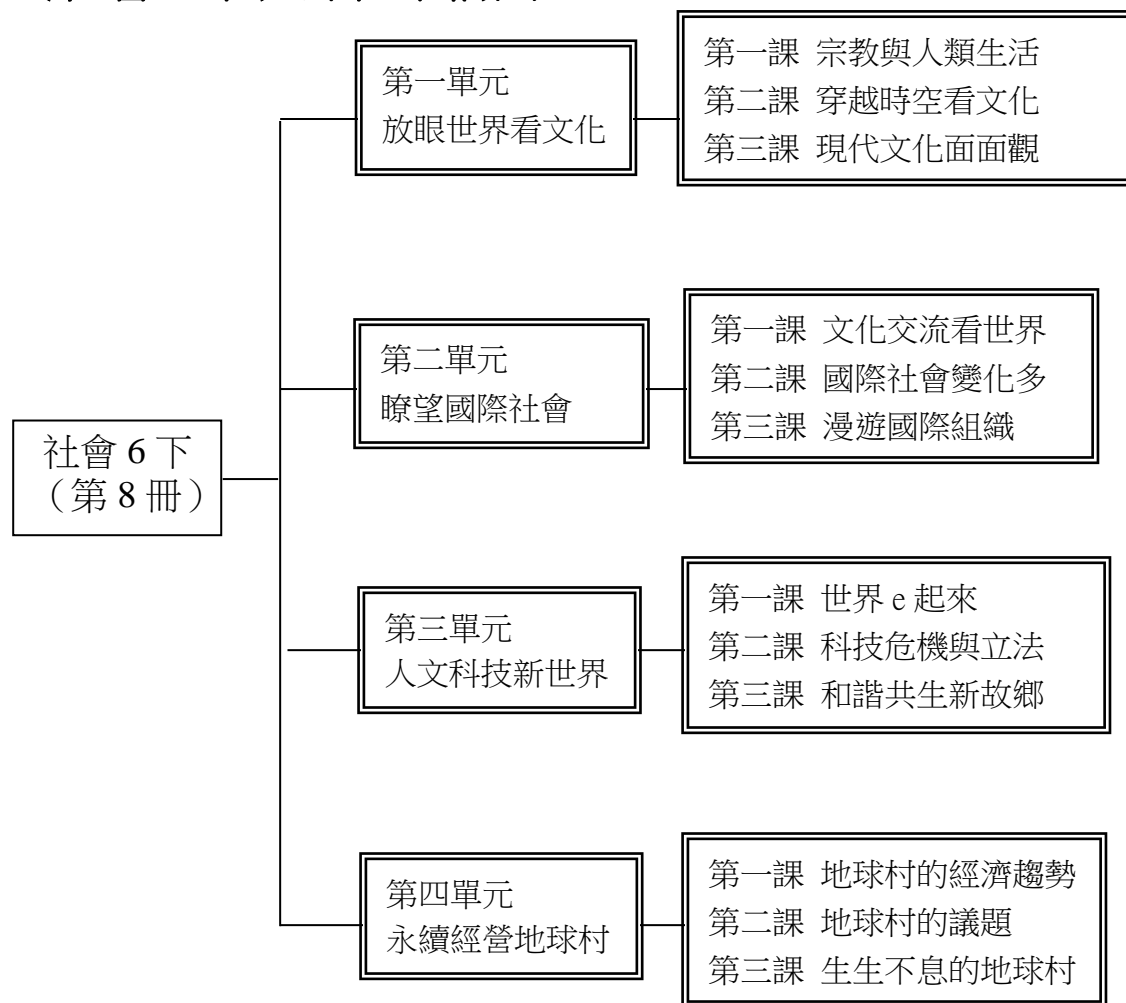 社會 6 下
（第 8 冊）
第一單元
放眼世界看文化
第一課 宗教與人類生活
第二課 穿越時空看文化
第三課 現代文化面面觀
第二單元
瞭望國際社會
第一課 文化交流看世界
第二課 國際社會變化多
第三課 漫遊國際組織
第三單元
人文科技新世界
第一課 世界 e 起來
第二課 科技危機與立法
第三課 和諧共生新故鄉
第四單元
永續經營地球村
第一課 地球村的經濟趨勢
第二課 地球村的議題
第三課 生生不息的地球村